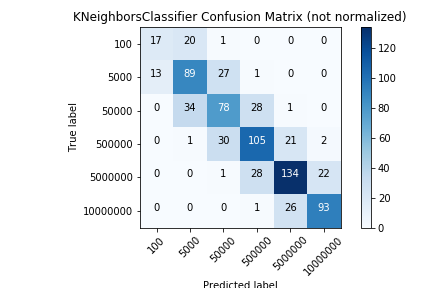 KNeighborsClassifier Confusion Matrix (not normalized)
100 17 20 1 0 0 0
5000 13 89 27 1 0 0
50000 0 34 78 28 1 0
500000 0 1 30 105 21 2
5000000 0 0 1 28 134 22
10000000 0 0 0 1 26 93
True label
100 5000 50000 500000 5000000 10000000
Predicted label
120
100
80
60
40
20
0